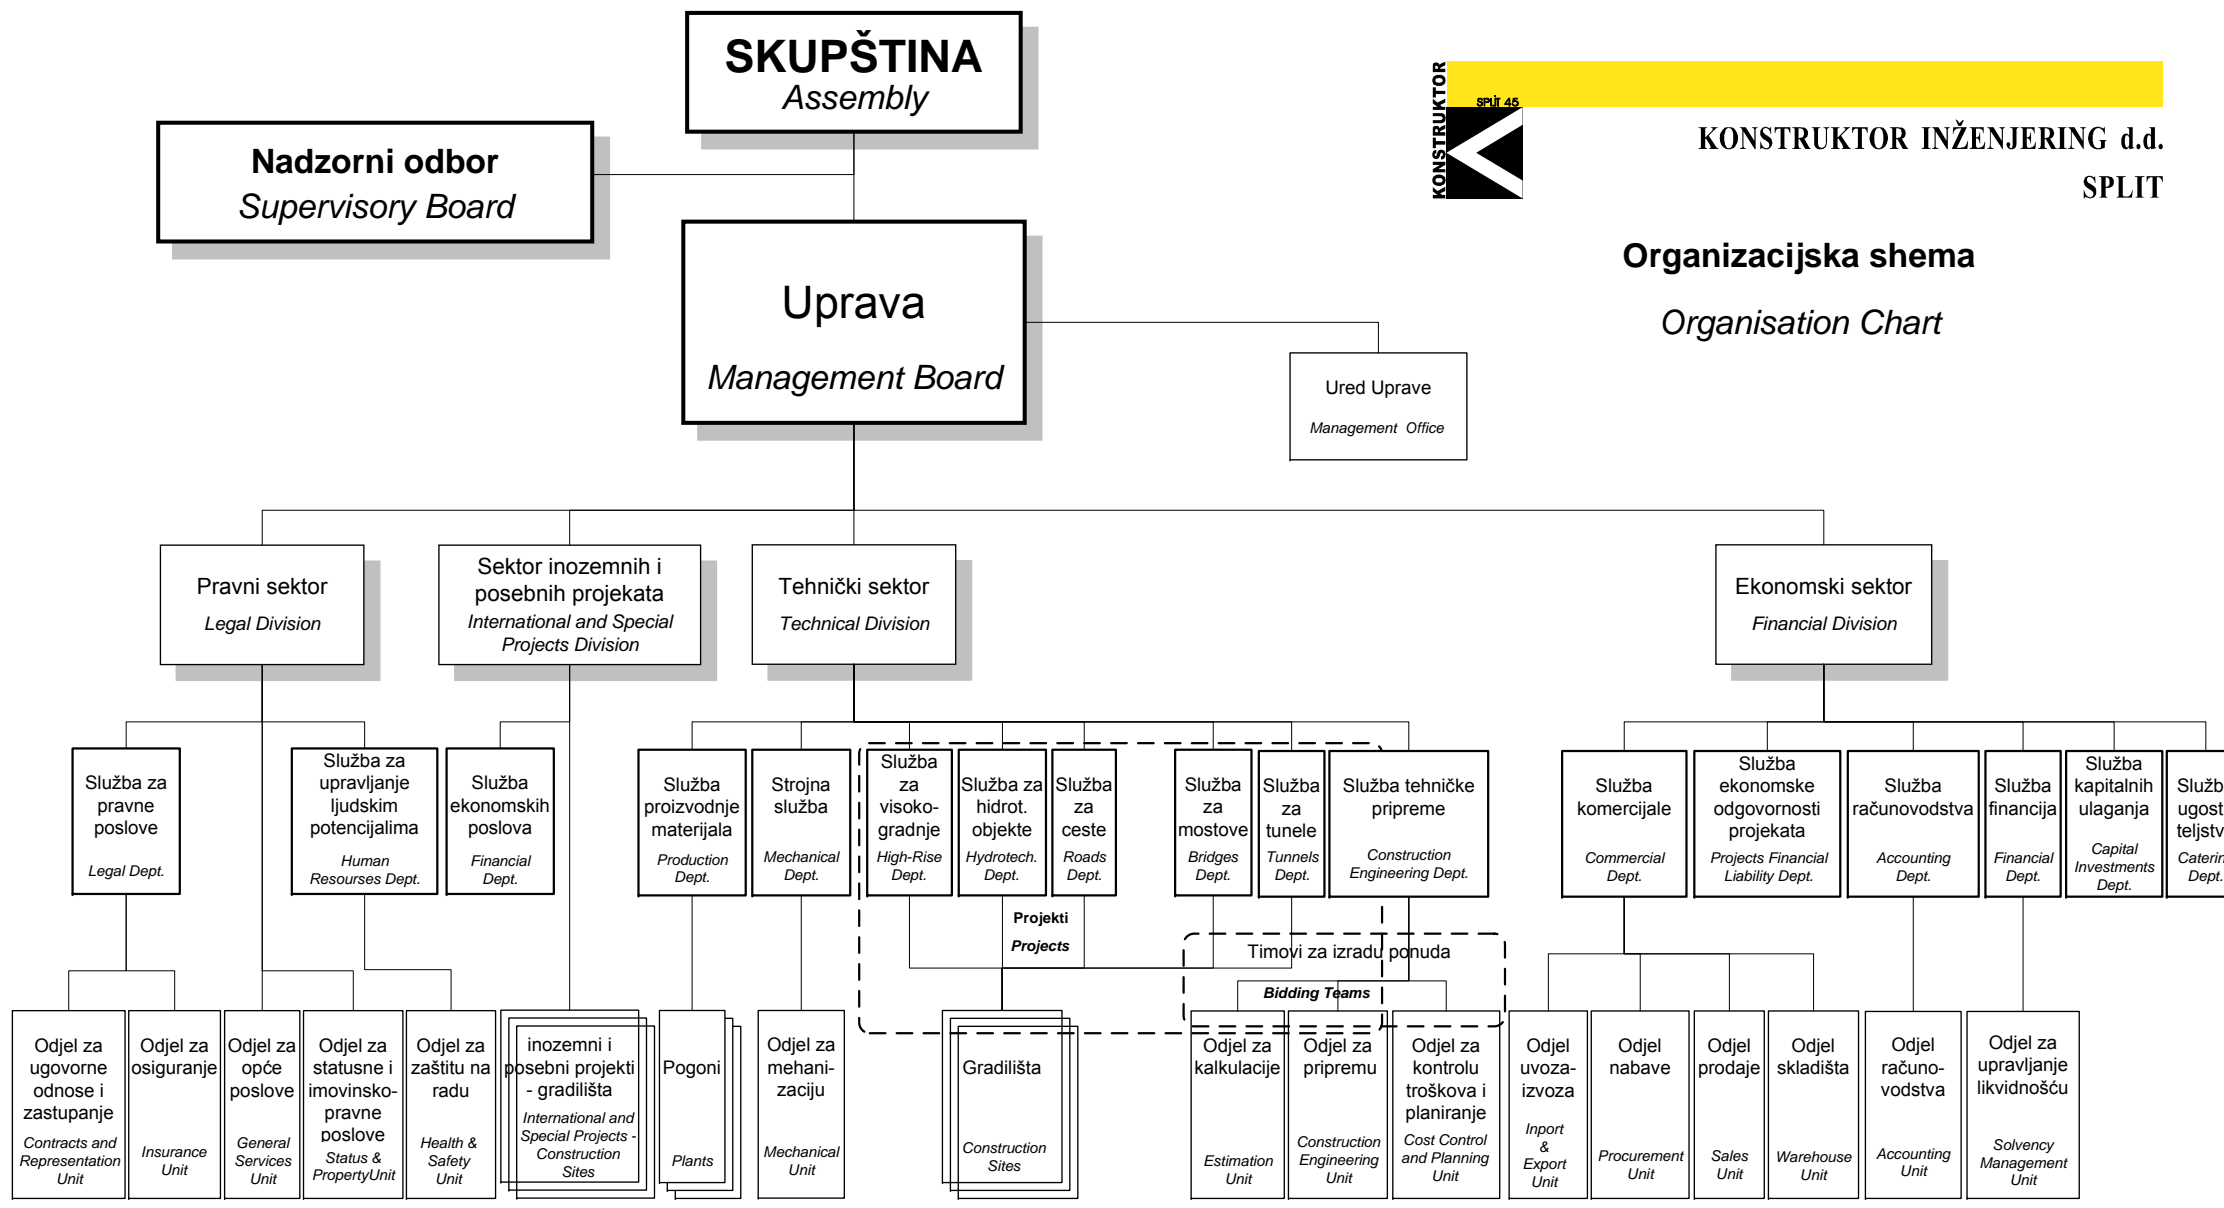 SKUPŠTINA
Assembly
KONSTRUKTOR
SPLIT 45
KONSTRUKTOR INŽENJERING d.d.
SPLIT
Nadzorni odbor
Supervisory Board
Organizacijska shema
Organisation Chart
Uprava
Management Board
Ured Uprave
Management Office
Pravni sektor
Legal Division
Sektor inozemnih i
posebnih projekata
International and Special
Projects Division
Tehnički sektor
Technical Division
Ekonomski sektor
Financial Division
Služba za
pravne
poslove
Legal Dept.
Služba za
upravljanje
ljudskim
potencijalima
Human
Resourses Dept.
Služba
ekonomskih
poslova
Financial
Dept.
Služba
proizvodnje
materijala
Production
Dept.
Strojna
služba
Mechanical
Dept.
Služba
za
visoko-
gradnje
High-Rise
Dept.
Služba za
hidrot.
objekte
Hydrotech.
Dept.
Služba
za
ceste
Roads
Dept.
Služba
za
mostove
Bridges
Dept.
Služba
za
tunele
Tunnels
Dept.
Služba tehničke
pripreme
Construction
Engineering Dept.
Služba
komercijale
Commercial
Dept.
Služba
ekonomske
odgovornosti
projekata
Projects Financial
Liability Dept.
Služba
računovodstva
Accounting
Dept.
Služba
financija
Financial
Dept.
Služba
kapitalnih
ulaganja
Capital
Investments
Dept.
Služb
ugost
teljstv
Caterin
Dept.
Projekti
Projects
Timovi za izradu ponuda
Bidding Teams
Odjel za
ugovorne
odnose i
zastupanje
Contracts and
Representation
Unit
Odjel za
osiguranje
Insurance
Unit
Odjel za
opće
poslove
General
Services
Unit
Odjel za
statusne i
imovinsko-
pravne
poslove
Status &
PropertyUnit
Odjel za
zaštitu na
radu
Health &
Safety
Unit
inozemni i
posebni projekti
- gradilišta
International and
Special Projects -
Construction
Sites
Pogoni
Plants
Odjel za
mehani-
zaciju
Mechanical
Unit
Gradilišta
Construction
Sites
Odjel za
kalkulacije
Estimation
Unit
Odjel za
pripremu
Construction
Engineering
Unit
Odjel za
kontrolu
troškova i
planiranje
Cost Control
and Planning
Unit
Odjel
uvoza-
izvoza
Inport
&
Export
Unit
Odjel
nabave
Procurement
Unit
Odjel
prodaje
Sales
Unit
Odjel
skladišta
Warehouse
Unit
Odjel
računo-
vodstva
Accounting
Unit
Odjel za
upravljanje
likvidnošću
Solvency
Management
Unit